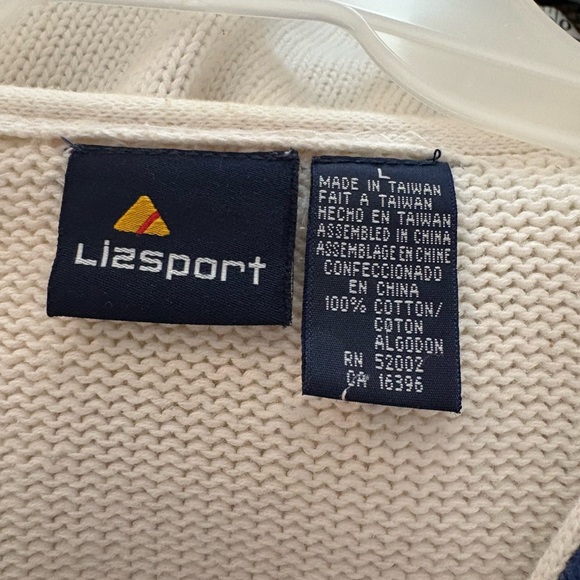 Lizsport
L
MADE IN TAIWAN
FAIT A TAIWAN
HECHO EN TAIWAN
ASSEMBLED IN CHINA
ASSEMBLAGE EN CHINE
CONFECCIONADO
EN CHINA
100% COTTON/
COTON
ALGODON
RN 52002
CA 16396